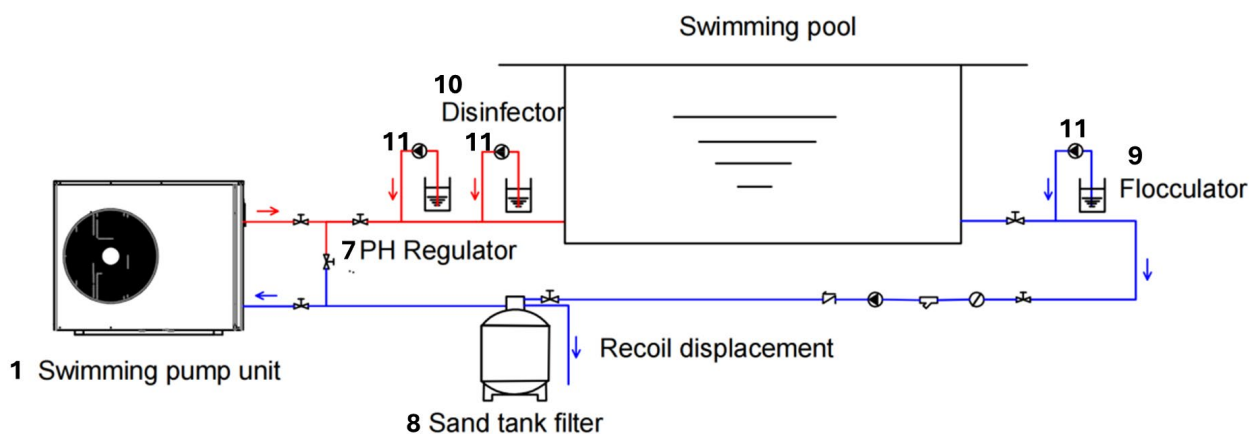 Swimming pool
10
Disinfector
11
11
11
9
Flocculator
7 PH Regulator
1 Swimming pump unit
Recoil displacement
8 Sand tank filter